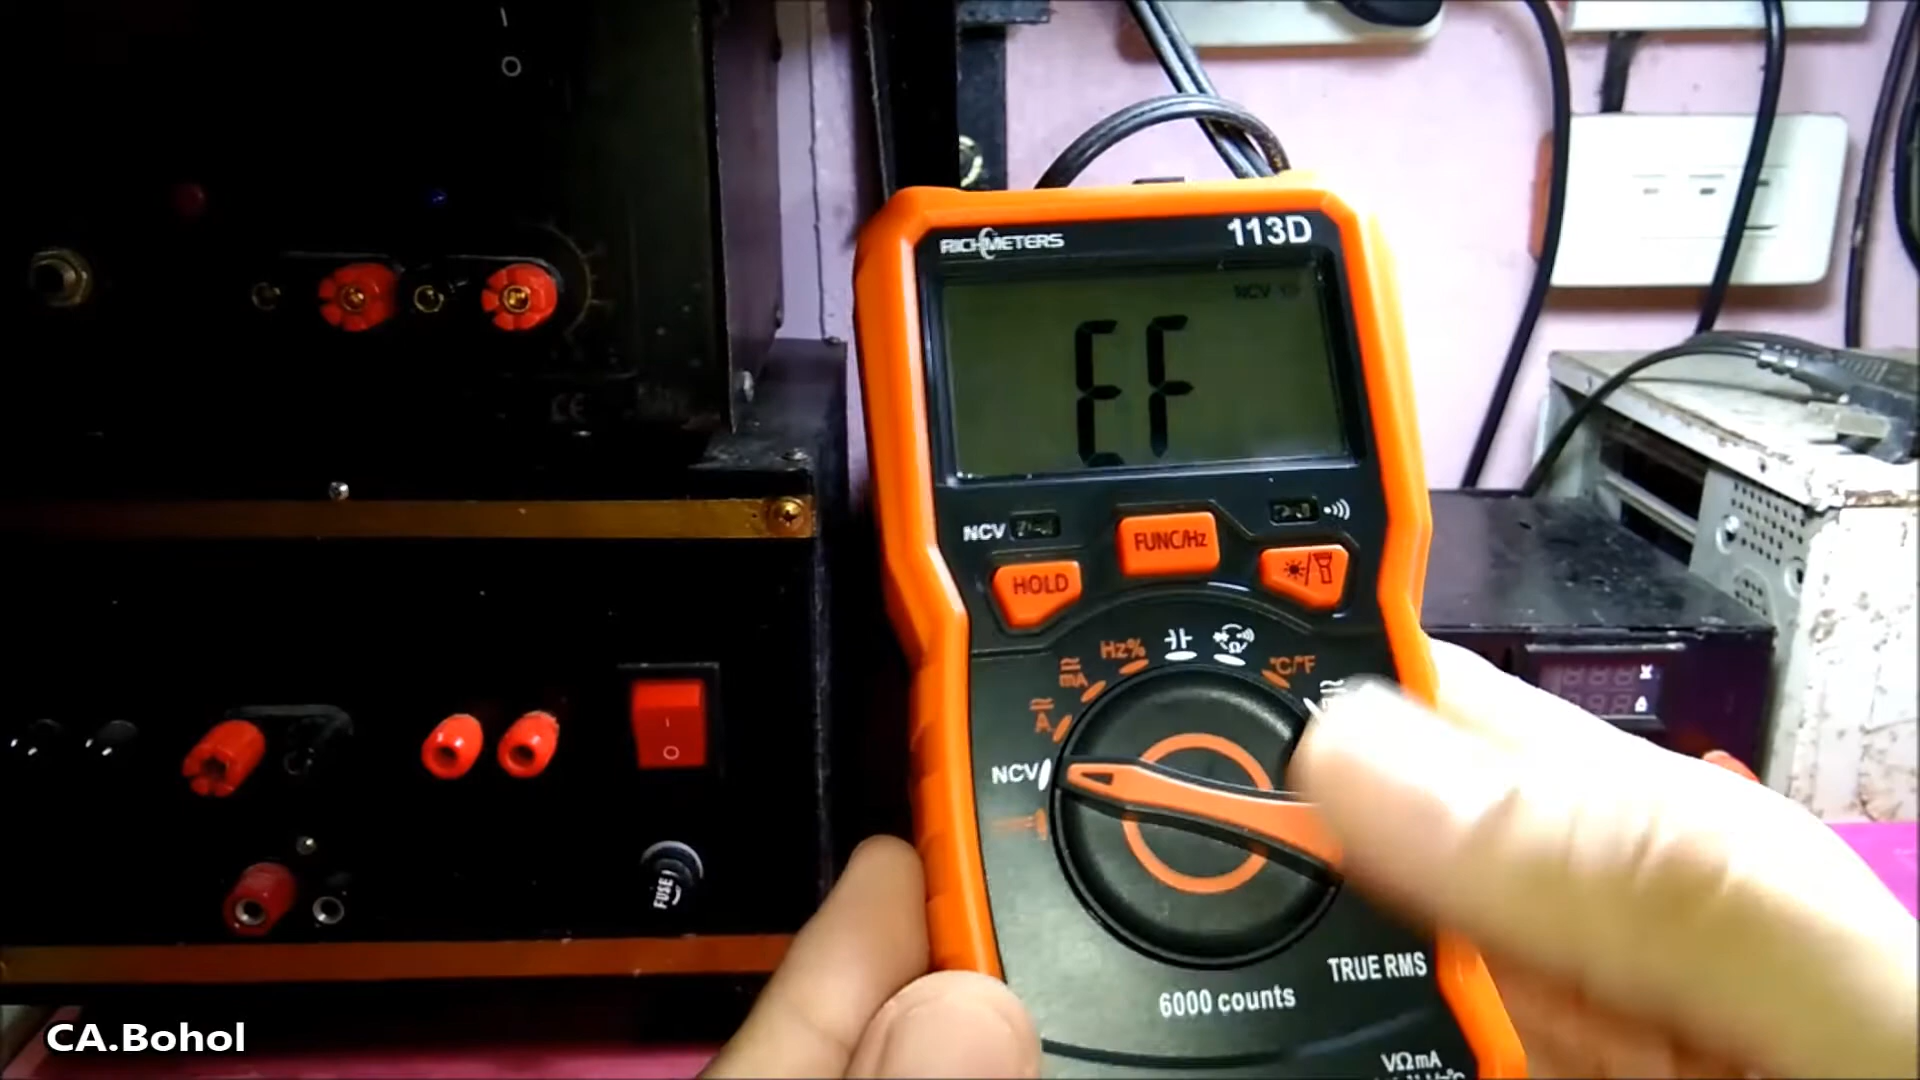 RICHMETERS
113D
NCV
EF
NCV
FUNC/Hz
HOLD
Hz%
mA
°C/°F
A
NCV
TRUE RMS
6000 counts
VΩmA
FUSE
CE
CA.Bohol